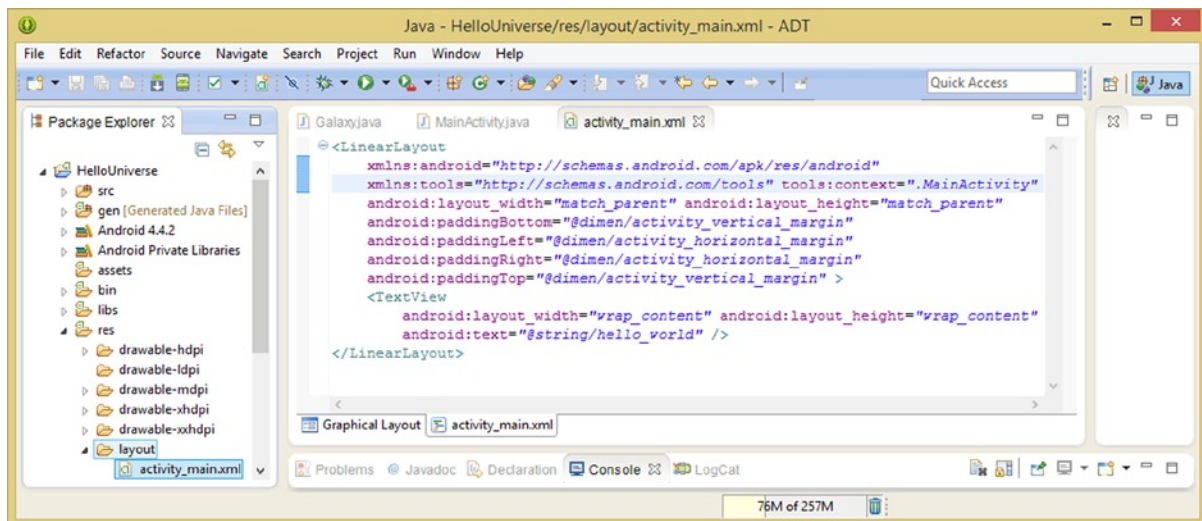 Java - HelloUniverse/res/layout/activity_main.xml - ADT
File Edit Refactor Source Navigate Search Project Run Window Help
Quick Access
Java
Package Explorer
HelloUniverse
src
gen [Generated Java Files]
Android 4.4.2
Android Private Libraries
assets
bin
libs
res
drawable-hdpi
drawable-ldpi
drawable-mdpi
drawable-xhdpi
drawable-xxhdpi
layout
activity_main.xml
Galaxy.java MainActivity.java activity_main.xml
<LinearLayout
xmlns:android="http://schemas.android.com/apk/res/android"
xmlns:tools="http://schemas.android.com/tools" tools:context=".MainActivity"
android:layout_width="match_parent" android:layout_height="match_parent"
android:paddingBottom="@dimen/activity_vertical_margin"
android:paddingLeft="@dimen/activity_horizontal_margin"
android:paddingRight="@dimen/activity_horizontal_margin"
android:paddingTop="@dimen/activity_vertical_margin" >
<TextView
android:layout_width="wrap_content" android:layout_height="wrap_content"
android:text="@string/hello_world" />
</LinearLayout>
Graphical Layout activity_main.xml
Problems @ Javadoc Declaration Console LogCat
76M of 257M